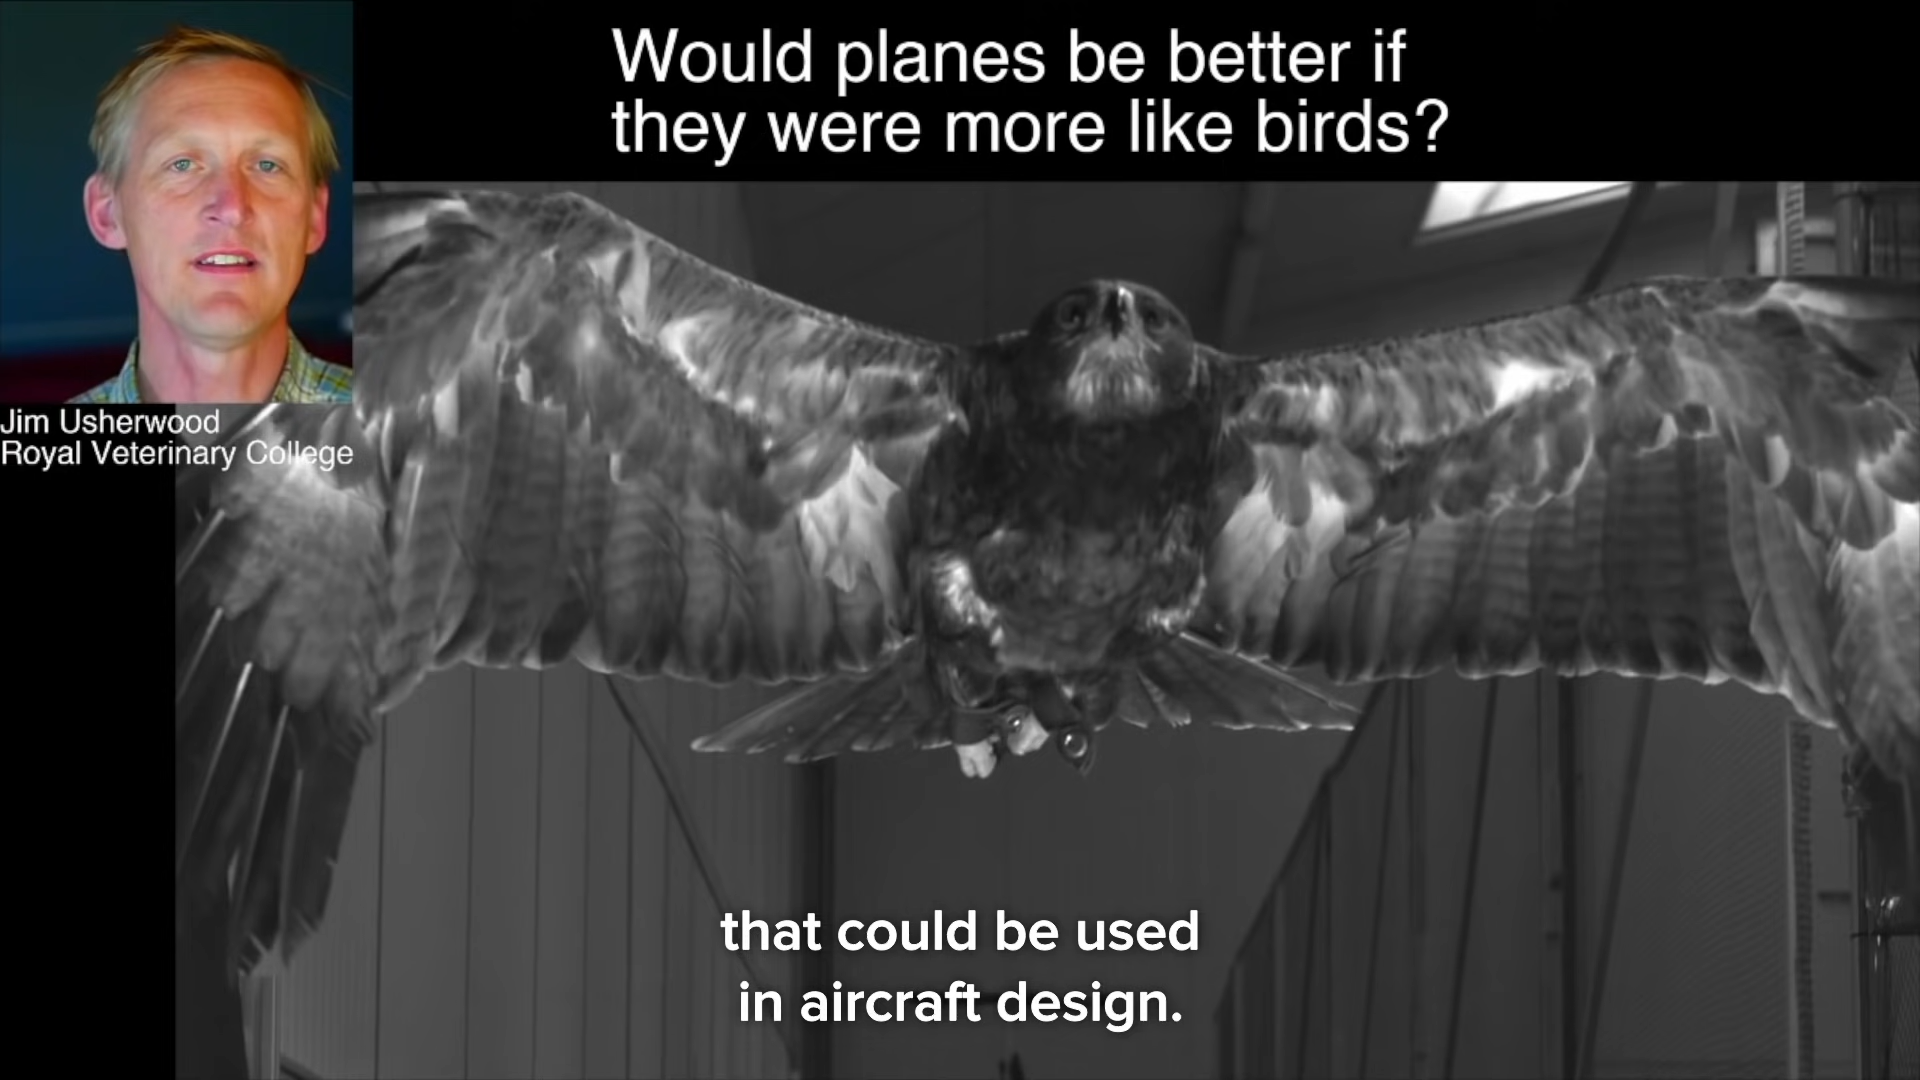 Would planes be better if
they were more like birds?
Jim Usherwood
Royal Veterinary College
that could be used
in aircraft design.